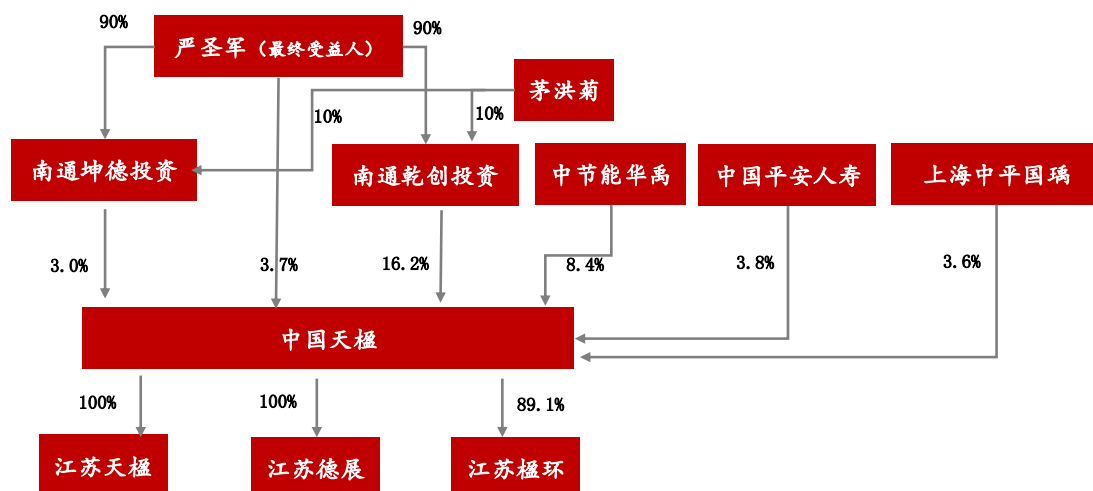 90%
严圣军（最终受益人）
90%
茅洪菊
10%
10%
南通坤德投资
南通乾创投资
中节能华禹
中国平安人寿
上海中平国瑀
3.0%
3.7%
16.2%
8.4%
3.8%
3.6%
中国天楹
100%
100%
89.1%
江苏天楹
江苏德展
江苏楹环